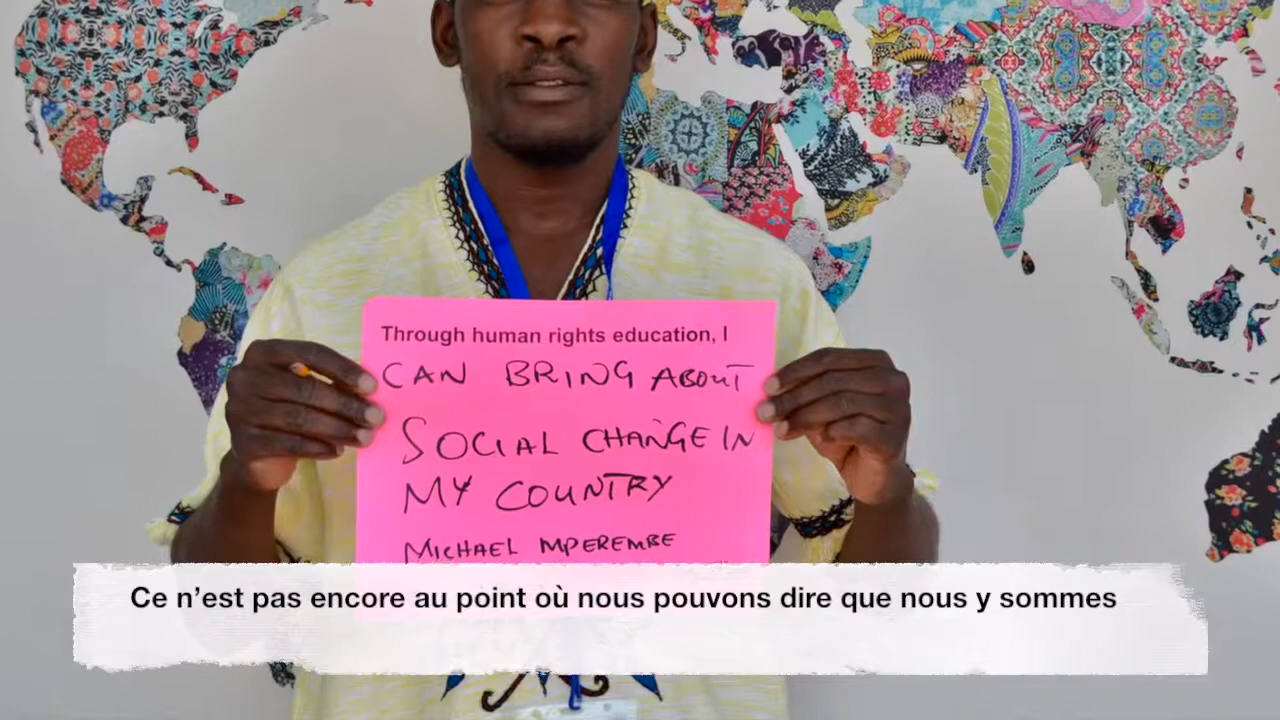 Through human rights education, I
CAN BRING ABOUT
SOCIAL CHANGE IN
MY COUNTRY
MICHAEL MPEREMBE
Ce n’est pas encore au point où nous pouvons dire que nous y sommes